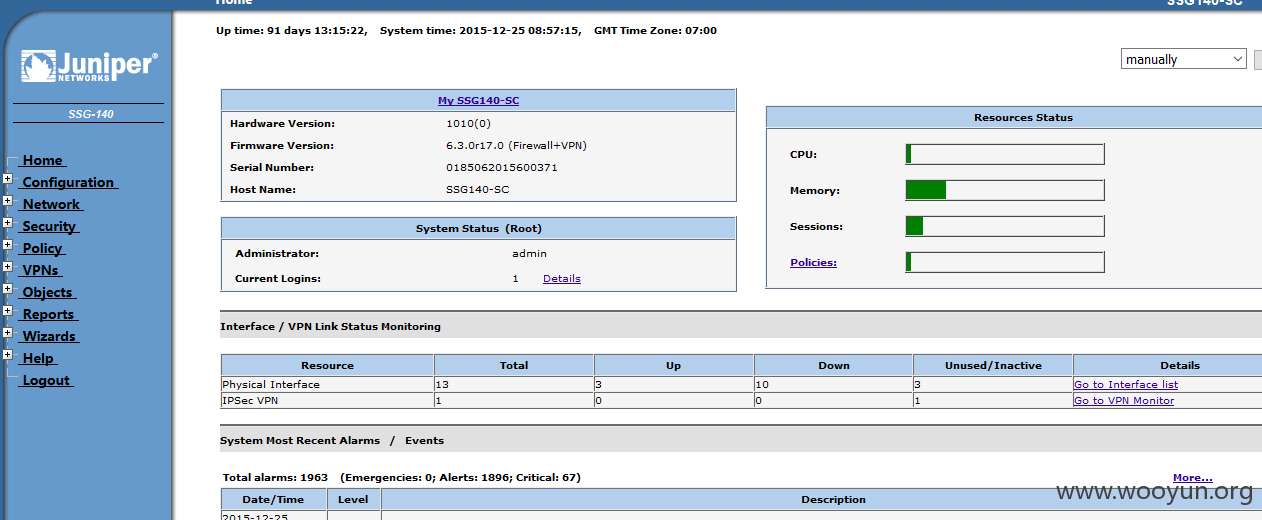 Home SSG140-SC
Up time: 91 days 13:15:22, System time: 2015-12-25 08:57:15, GMT Time Zone: 07:00
manually
Juniper®
NETWORKS
SSG-140
Home
Configuration
Network
Security
Policy
VPNs
Objects
Reports
Wizards
Help
Logout
My SSG140-SC
Hardware Version: 1010(0)
Firmware Version: 6.3.0r17.0 (Firewall+VPN)
Serial Number: 0185062015600371
Host Name: SSG140-SC
System Status (Root)
Administrator: admin
Current Logins: 1 Details
Resources Status
CPU:
Memory:
Sessions:
Policies:
Interface / VPN Link Status Monitoring
Resource Total Up Down Unused/Inactive Details
Physical Interface 13 3 10 3 Go to Interface list
IPSec VPN 1 0 0 1 Go to VPN Monitor
System Most Recent Alarms / Events
Total alarms: 1963 (Emergencies: 0; Alerts: 1896; Critical: 67) More...
Date/Time Level Description
2015-12-25
www.wooyun.org